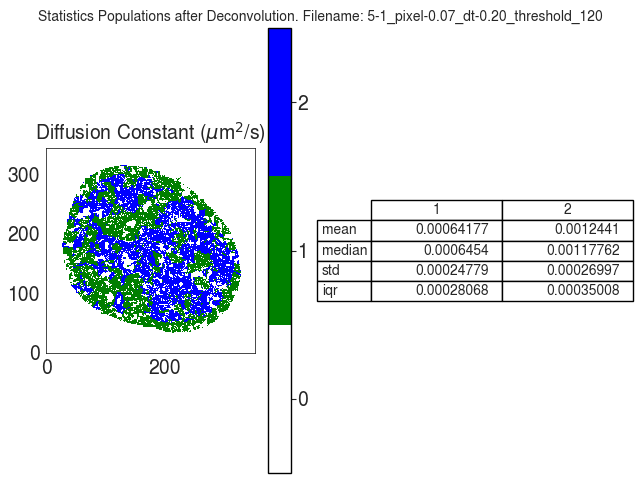 Statistics Populations after Deconvolution. Filename: 5-1_pixel-0.07_dt-0.20_threshold_120
Diffusion Constant (μm²/s)
300
200
100
0
0 200
2
1
0
1 2
mean 0.00064177 0.0012441
median 0.0006454 0.00117762
std 0.00024779 0.00026997
iqr 0.00028068 0.00035008